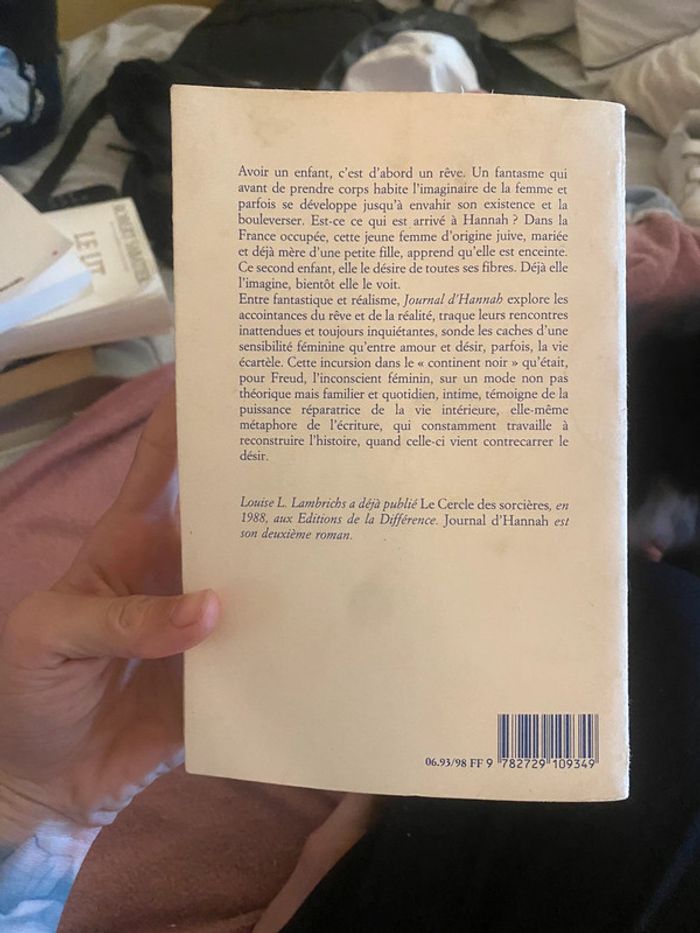 Avoir un enfant, c'est d'abord un rêve. Un fantasme qui
avant de prendre corps habite l'imaginaire de la femme et
parfois se développe jusqu'à envahir son existence et la
bouleverser. Est-ce ce qui est arrivé à Hannah ? Dans la
France occupée, cette jeune femme d'origine juive, mariée
et déjà mère d'une petite fille, apprend qu'elle est enceinte.
Ce second enfant, elle le désire de toutes ses fibres. Déjà elle
l'imagine, bientôt elle le voit.
Entre fantastique et réalisme, Journal d'Hannah explore les
accointances du rêve et de la réalité, traque leurs rencontres
inattendues et toujours inquiétantes, sonde les caches d'une
sensibilité féminine qu'entre amour et désir, parfois, la vie
écartèle. Cette incursion dans le « continent noir » qu'était,
pour Freud, l'inconscient féminin, sur un mode non pas
théorique mais familier et quotidien, intime, témoigne de la
puissance réparatrice de la vie intérieure, elle-même
métaphore de l'écriture, qui constamment travaille à
reconstruire l'histoire, quand celle-ci vient contrecarrer le
désir.
Louise L. Lambrichs a déjà publié Le Cercle des sorcières, en
1988, aux Editions de la Différence. Journal d'Hannah est
son deuxième roman.
06.93/98 FF 9 782729 109349
LE LIT